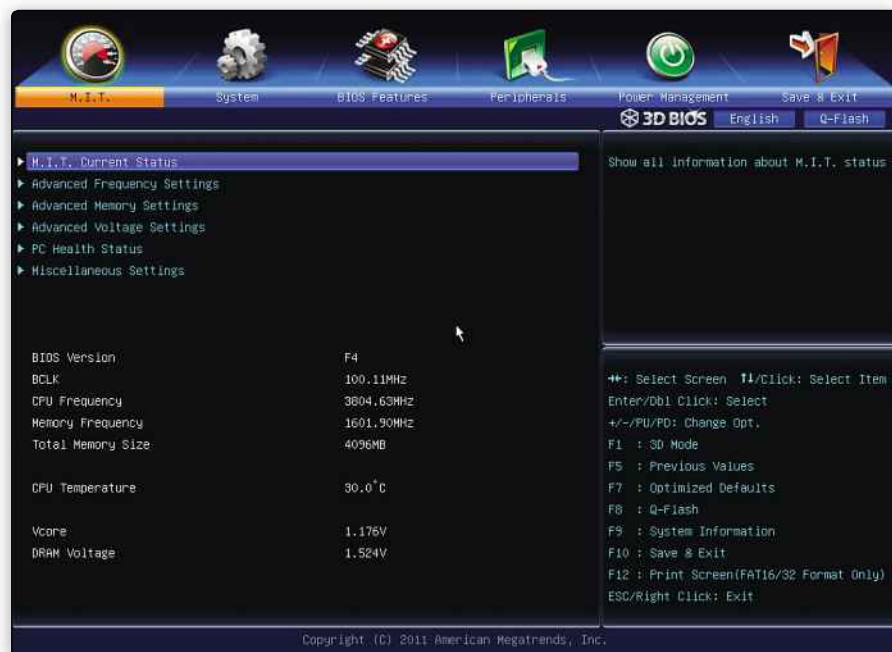 M.I.T. System BIOS Features Peripherals Power Management Save & Exit
3D BIOS English Q-Flash
M.I.T. Current Status
Advanced Frequency Settings
Advanced Memory Settings
Advanced Voltage Settings
PC Health Status
Miscellaneous Settings
BIOS Version F4
BCLK 100.11MHz
CPU Frequency 3804.63MHz
Memory Frequency 1601.90MHz
Total Memory Size 4096MB
CPU Temperature 30.0°C
Vcore 1.176V
DRAM Voltage 1.524V
Show all information about M.I.T. status
→←: Select Screen ↑↓/Click: Select Item
Enter/Dbl Click: Select
+/-/PU/PD: Change Opt.
F1 : 3D Mode
F5 : Previous Values
F7 : Optimized Defaults
F8 : Q-Flash
F9 : System Information
F10 : Save & Exit
F12 : Print Screen(FAT16/32 Format Only)
ESC/Right Click: Exit
Copyright (C) 2011 American Megatrends, Inc.